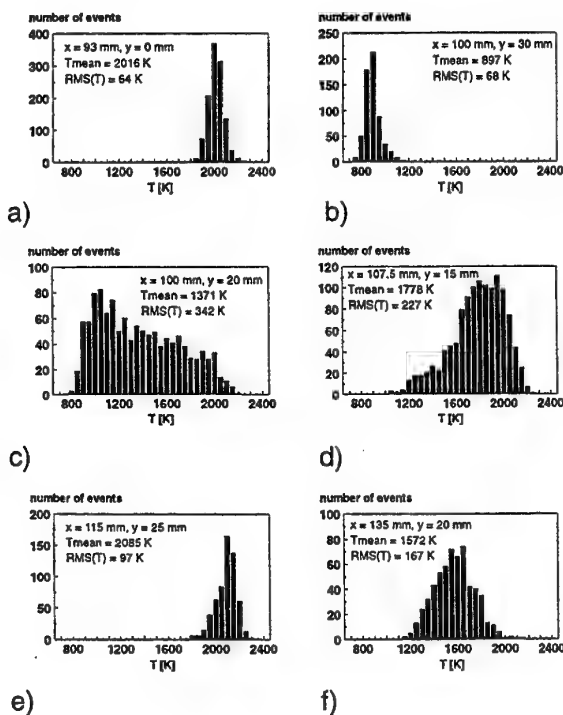 number of events
x = 93 mm, y = 0 mm
Tmean = 2016 K
RMS(T) = 64 K
400
300
200
100
0
800 1200 1600 2000 2400
T [K]
a)
number of events
x = 100 mm, y = 30 mm
Tmean = 897 K
RMS(T) = 68 K
250
200
150
100
50
0
800 1200 1600 2000 2400
T [K]
b)
number of events
x = 100 mm, y = 20 mm
Tmean = 1371 K
RMS(T) = 342 K
100
80
60
40
20
0
800 1200 1600 2000 2400
T [K]
c)
number of events
x = 107.5 mm, y = 15 mm
Tmean = 1778 K
RMS(T) = 227 K
120
100
80
60
40
20
0
800 1200 1600 2000 2400
T [K]
d)
number of events
x = 115 mm, y = 25 mm
Tmean = 2085 K
RMS(T) = 97 K
200
150
100
50
0
800 1200 1600 2000 2400
T [K]
e)
number of events
x = 135 mm, y = 20 mm
Tmean = 1572 K
RMS(T) = 167 K
100
80
60
40
20
0
800 1200 1600 2000 2400
T [K]
f)